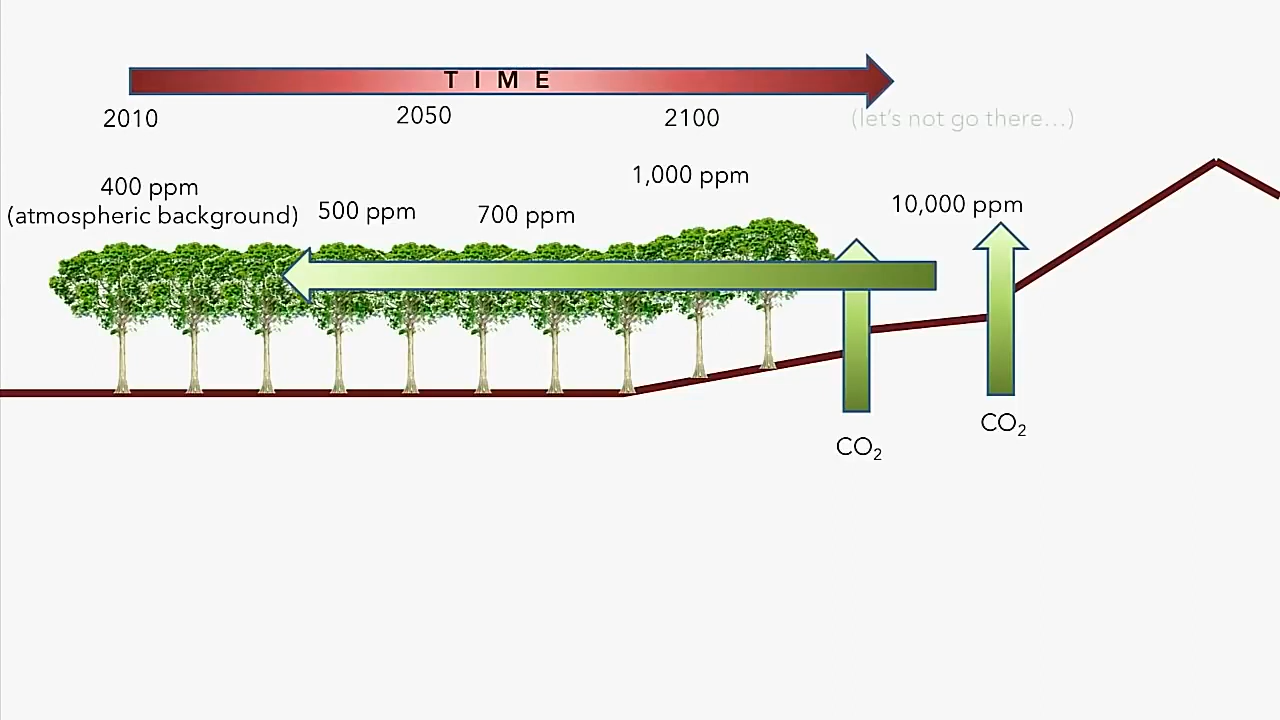 T I M E
2010
2050
2100
(let's not go there...)
400 ppm
(atmospheric background)
500 ppm
700 ppm
1,000 ppm
10,000 ppm
CO₂
CO₂